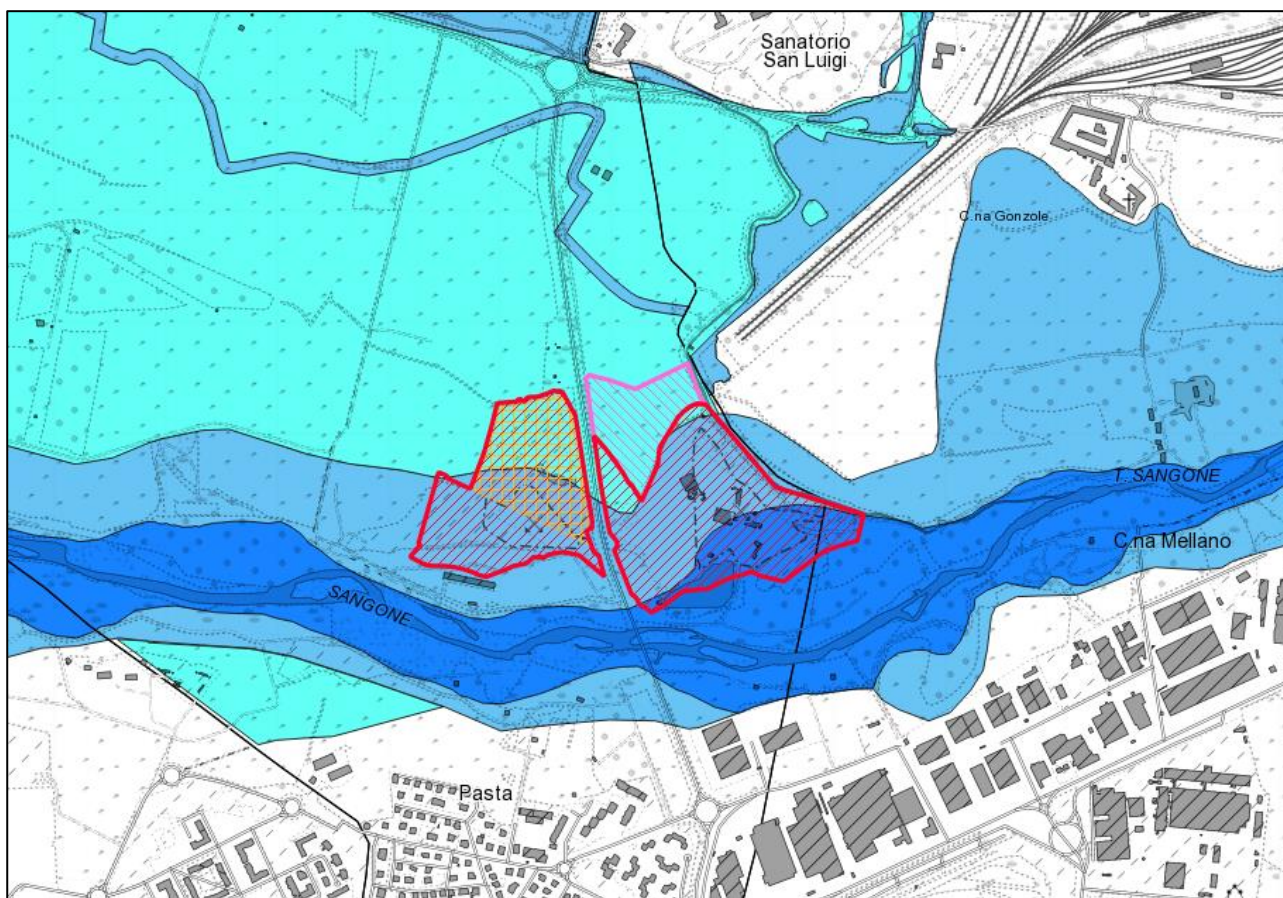 Sanatorio
San Luigi
C.na Gonzole
T. SANGONE
C.na Mellano
SANGONE
Pasta